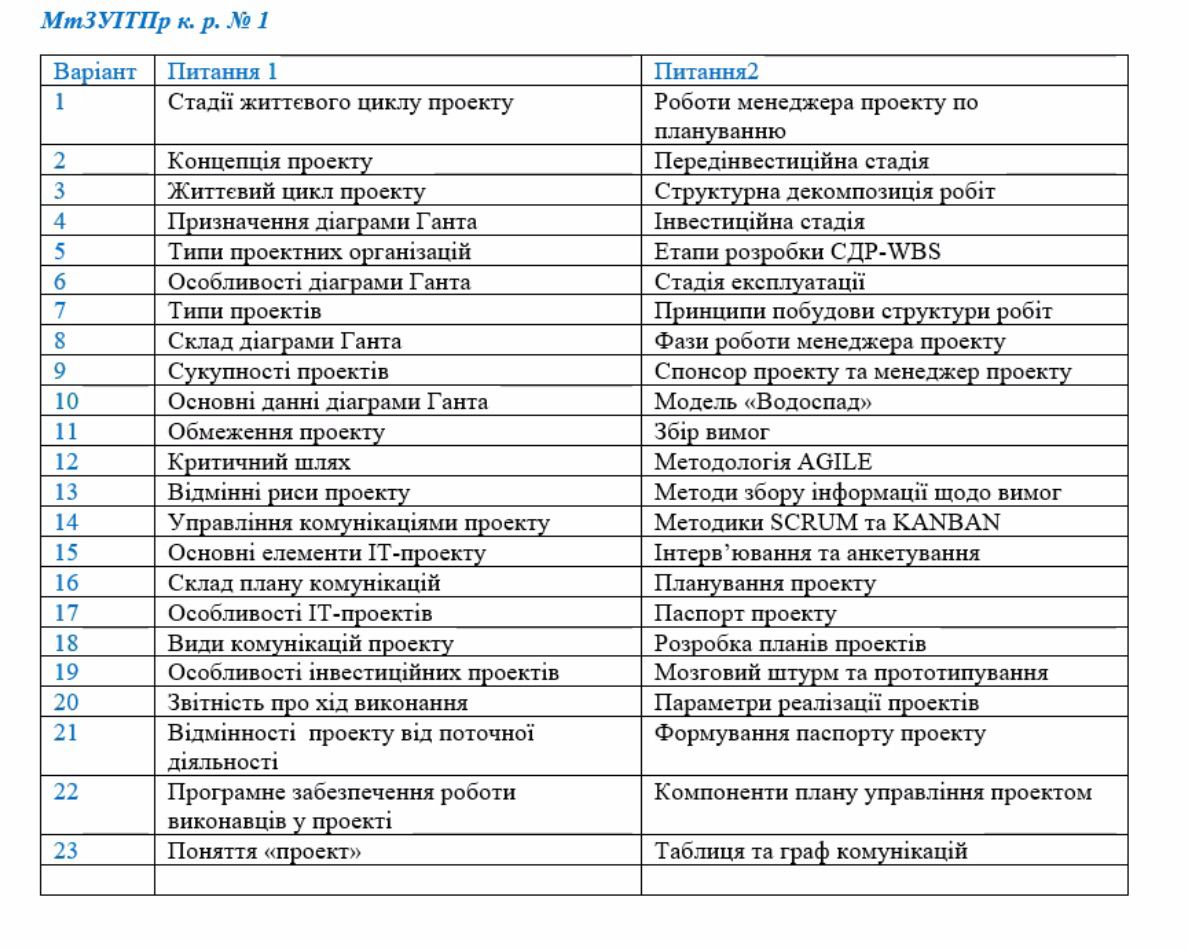 МтЗУІТПр к. р. № 1
Варіант Питання 1 Питання2
1 Стадії життєвого циклу проекту Роботи менеджера проекту по
плануванню
2 Концепція проекту Передінвестиційна стадія
3 Життєвий цикл проекту Структурна декомпозиція робіт
4 Призначення діаграми Ганта Інвестиційна стадія
5 Типи проектних організацій Етапи розробки СДР-WBS
6 Особливості діаграми Ганта Стадія експлуатації
7 Типи проектів Принципи побудови структури робіт
8 Склад діаграми Ганта Фази роботи менеджера проекту
9 Сукупності проектів Спонсор проекту та менеджер проекту
10 Основні данні діаграми Ганта Модель «Водоспад»
11 Обмеження проекту Збір вимог
12 Критичний шлях Методологія AGILE
13 Відмінні риси проекту Методи збору інформації щодо вимог
14 Управління комунікаціями проекту Методики SCRUM та KANBAN
15 Основні елементи ІТ-проекту Інтерв’ювання та анкетування
16 Склад плану комунікацій Планування проекту
17 Особливості ІТ-проектів Паспорт проекту
18 Види комунікацій проекту Розробка планів проектів
19 Особливості інвестиційних проектів Мозговий штурм та прототипування
20 Звітність про хід виконання Параметри реалізації проектів
21 Відмінності проекту від поточної Формування паспорту проекту
діяльності
22 Програмне забезпечення роботи Компоненти плану управління проектом
виконавців у проекті
23 Поняття «проект» Таблиця та граф комунікацій